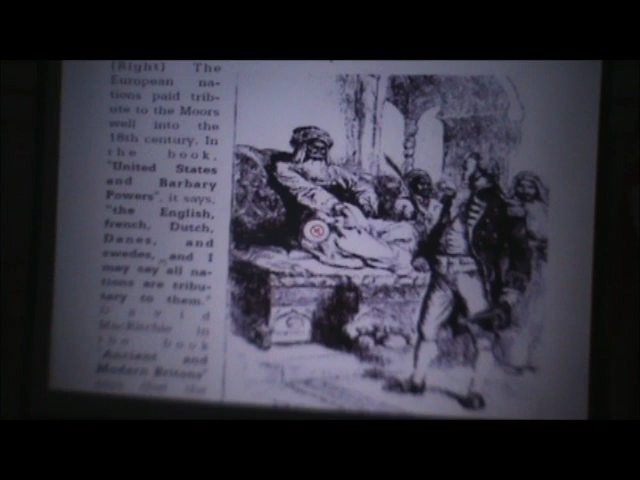 (Right) The
European na-
tions paid trib-
ute to the Moors
well into the
18th century. In
the book,
"United States
and Barbary
Powers", it says,
"the English,
french, Dutch,
Danes, and
swedes, and I
may say all na-
tions are tribu-
tary to them."
David
MacRitchie in
the book
"Ancient and
Modern Britons"